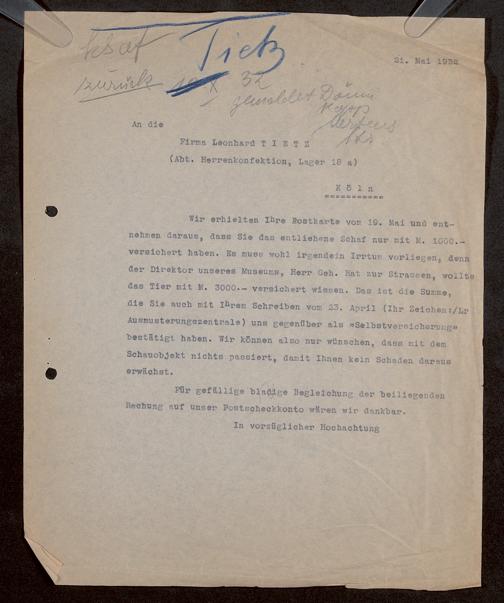 Schaf Tietz
zurück 10 X 32
gemeldet
21. Mai 1932
An die
Firma Leonhard T I E T Z
(Abt. Herrenkonfektion, Lager 18 a)
K ö l n
Wir erhielten Ihre Postkarte vom 19. Mai und ent-
nehmen daraus, dass Sie das entliehene Schaf nur mit M. 1000.-
versichert haben. Es muss wohl irgendein Irrtum vorliegen, denn
der Direktor unseres Museums, Herr Geh. Rat zur Strassen, wollte
das Tier mit M. 3000.- versichert wissen. Das ist die Summe,
die Sie auch mit Ihrem Schreiben vom 23. April (Ihr Zeichen:/Lr
Ausmusterungszentrale) uns gegenüber als "Selbstversicherung"
bestätigt haben. Wir können also nur wünschen, dass mit dem
Schauobjekt nichts passiert, damit Ihnen kein Schaden daraus
erwächst.
Für gefällige baldige Begleichung der beiliegenden
Rechung auf unser Postscheckkonto wären wir dankbar.
In vorzüglicher Hochachtung